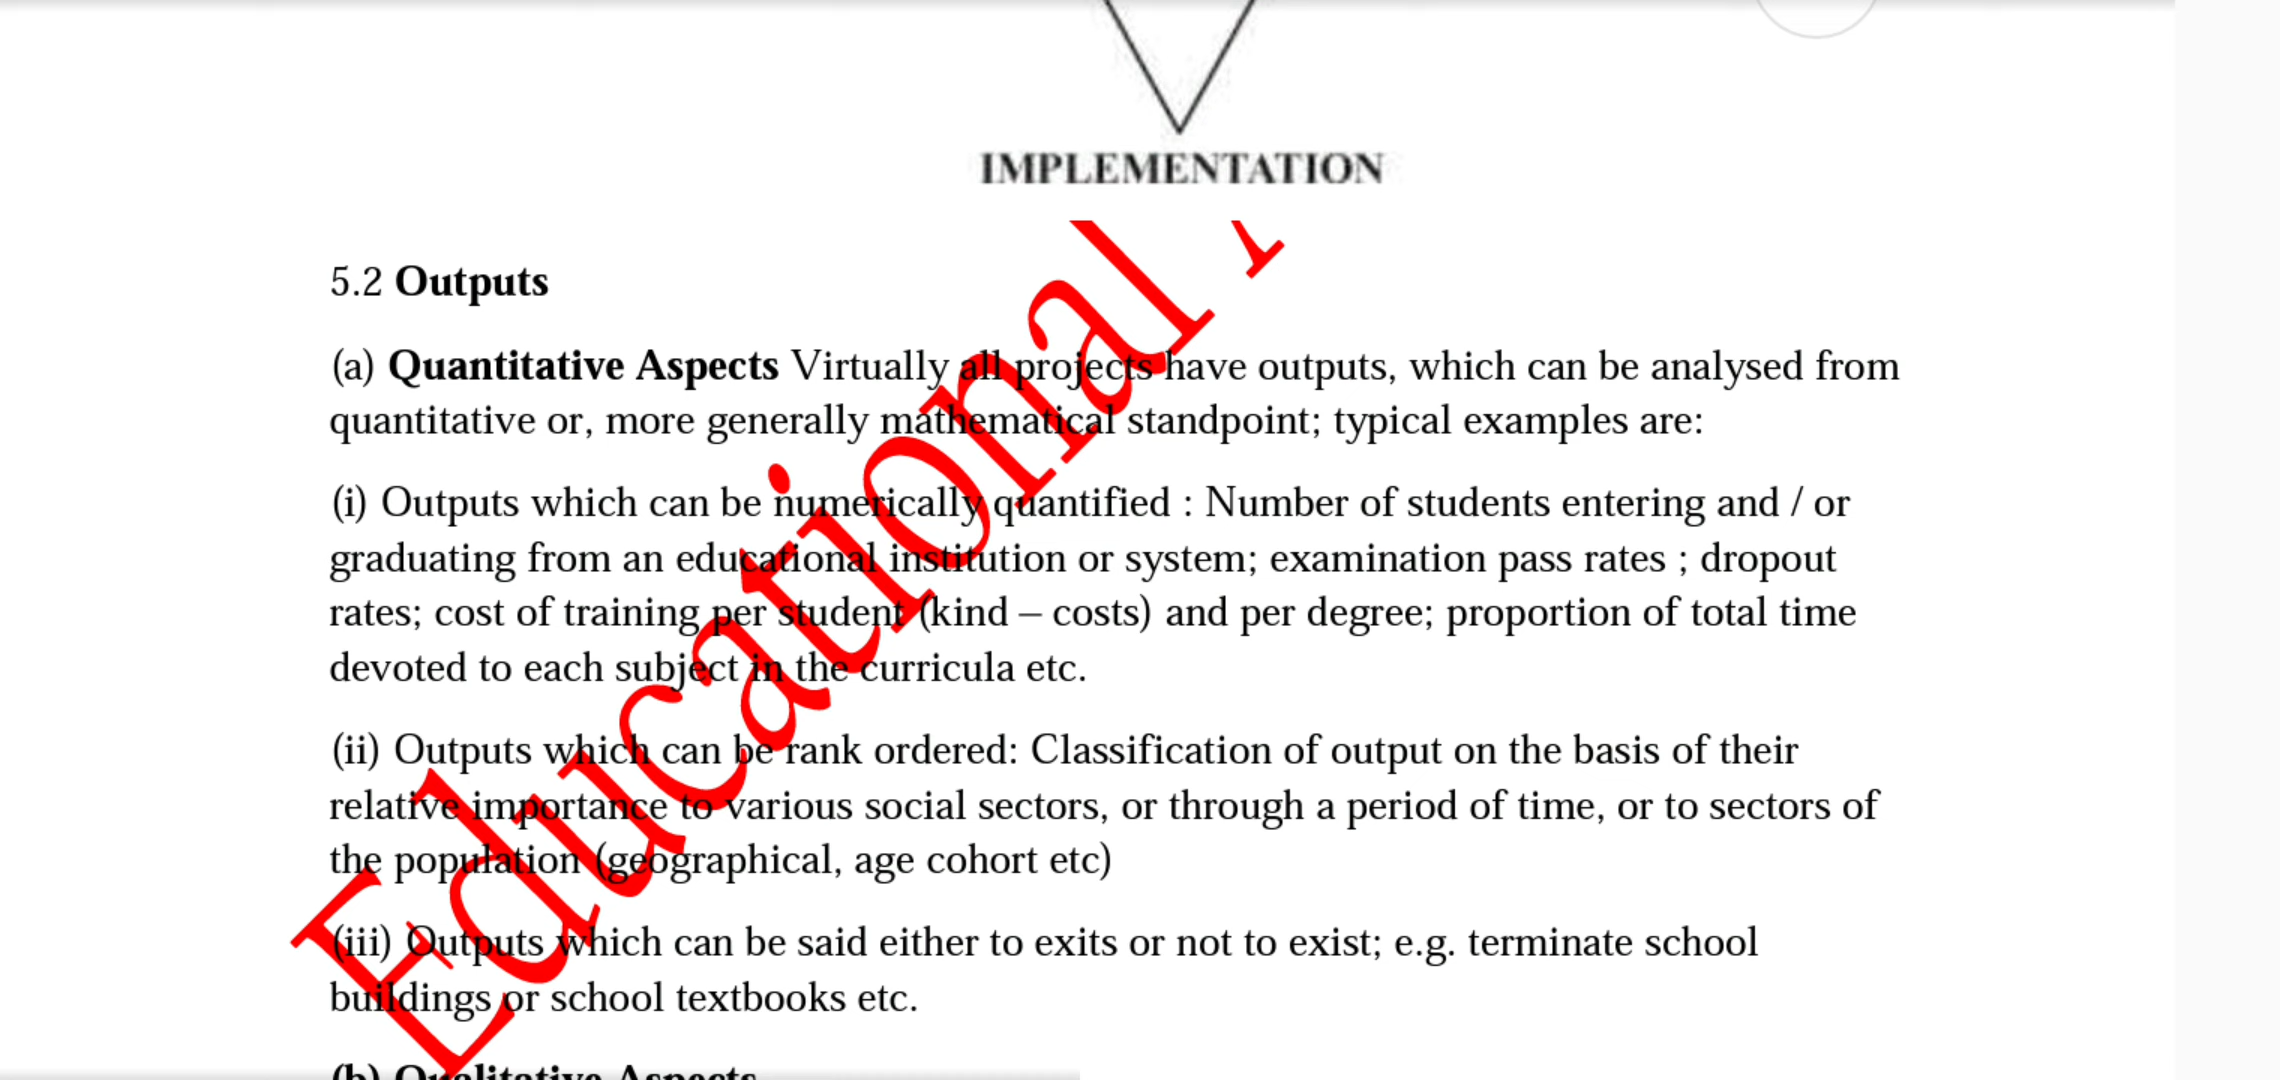 IMPLEMENTATION
5.2 Outputs
(a) Quantitative Aspects Virtually all projects have outputs, which can be analysed from
quantitative or, more generally mathematical standpoint; typical examples are:
(i) Outputs which can be numerically quantified : Number of students entering and / or
graduating from an educational institution or system; examination pass rates ; dropout
rates; cost of training per student (kind – costs) and per degree; proportion of total time
devoted to each subject in the curricula etc.
(ii) Outputs which can be rank ordered: Classification of output on the basis of their
relative importance to various social sectors, or through a period of time, or to sectors of
the population (geographical, age cohort etc)
(iii) Outputs which can be said either to exits or not to exist; e.g. terminate school
buildings or school textbooks etc.
(b) Qualitative Aspects
Educational